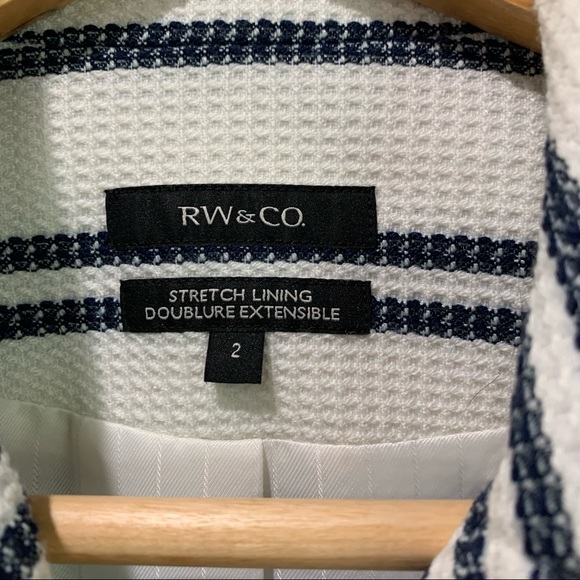 RW&CO.
STRETCH LINING
DOUBLURE EXTENSIBLE
2